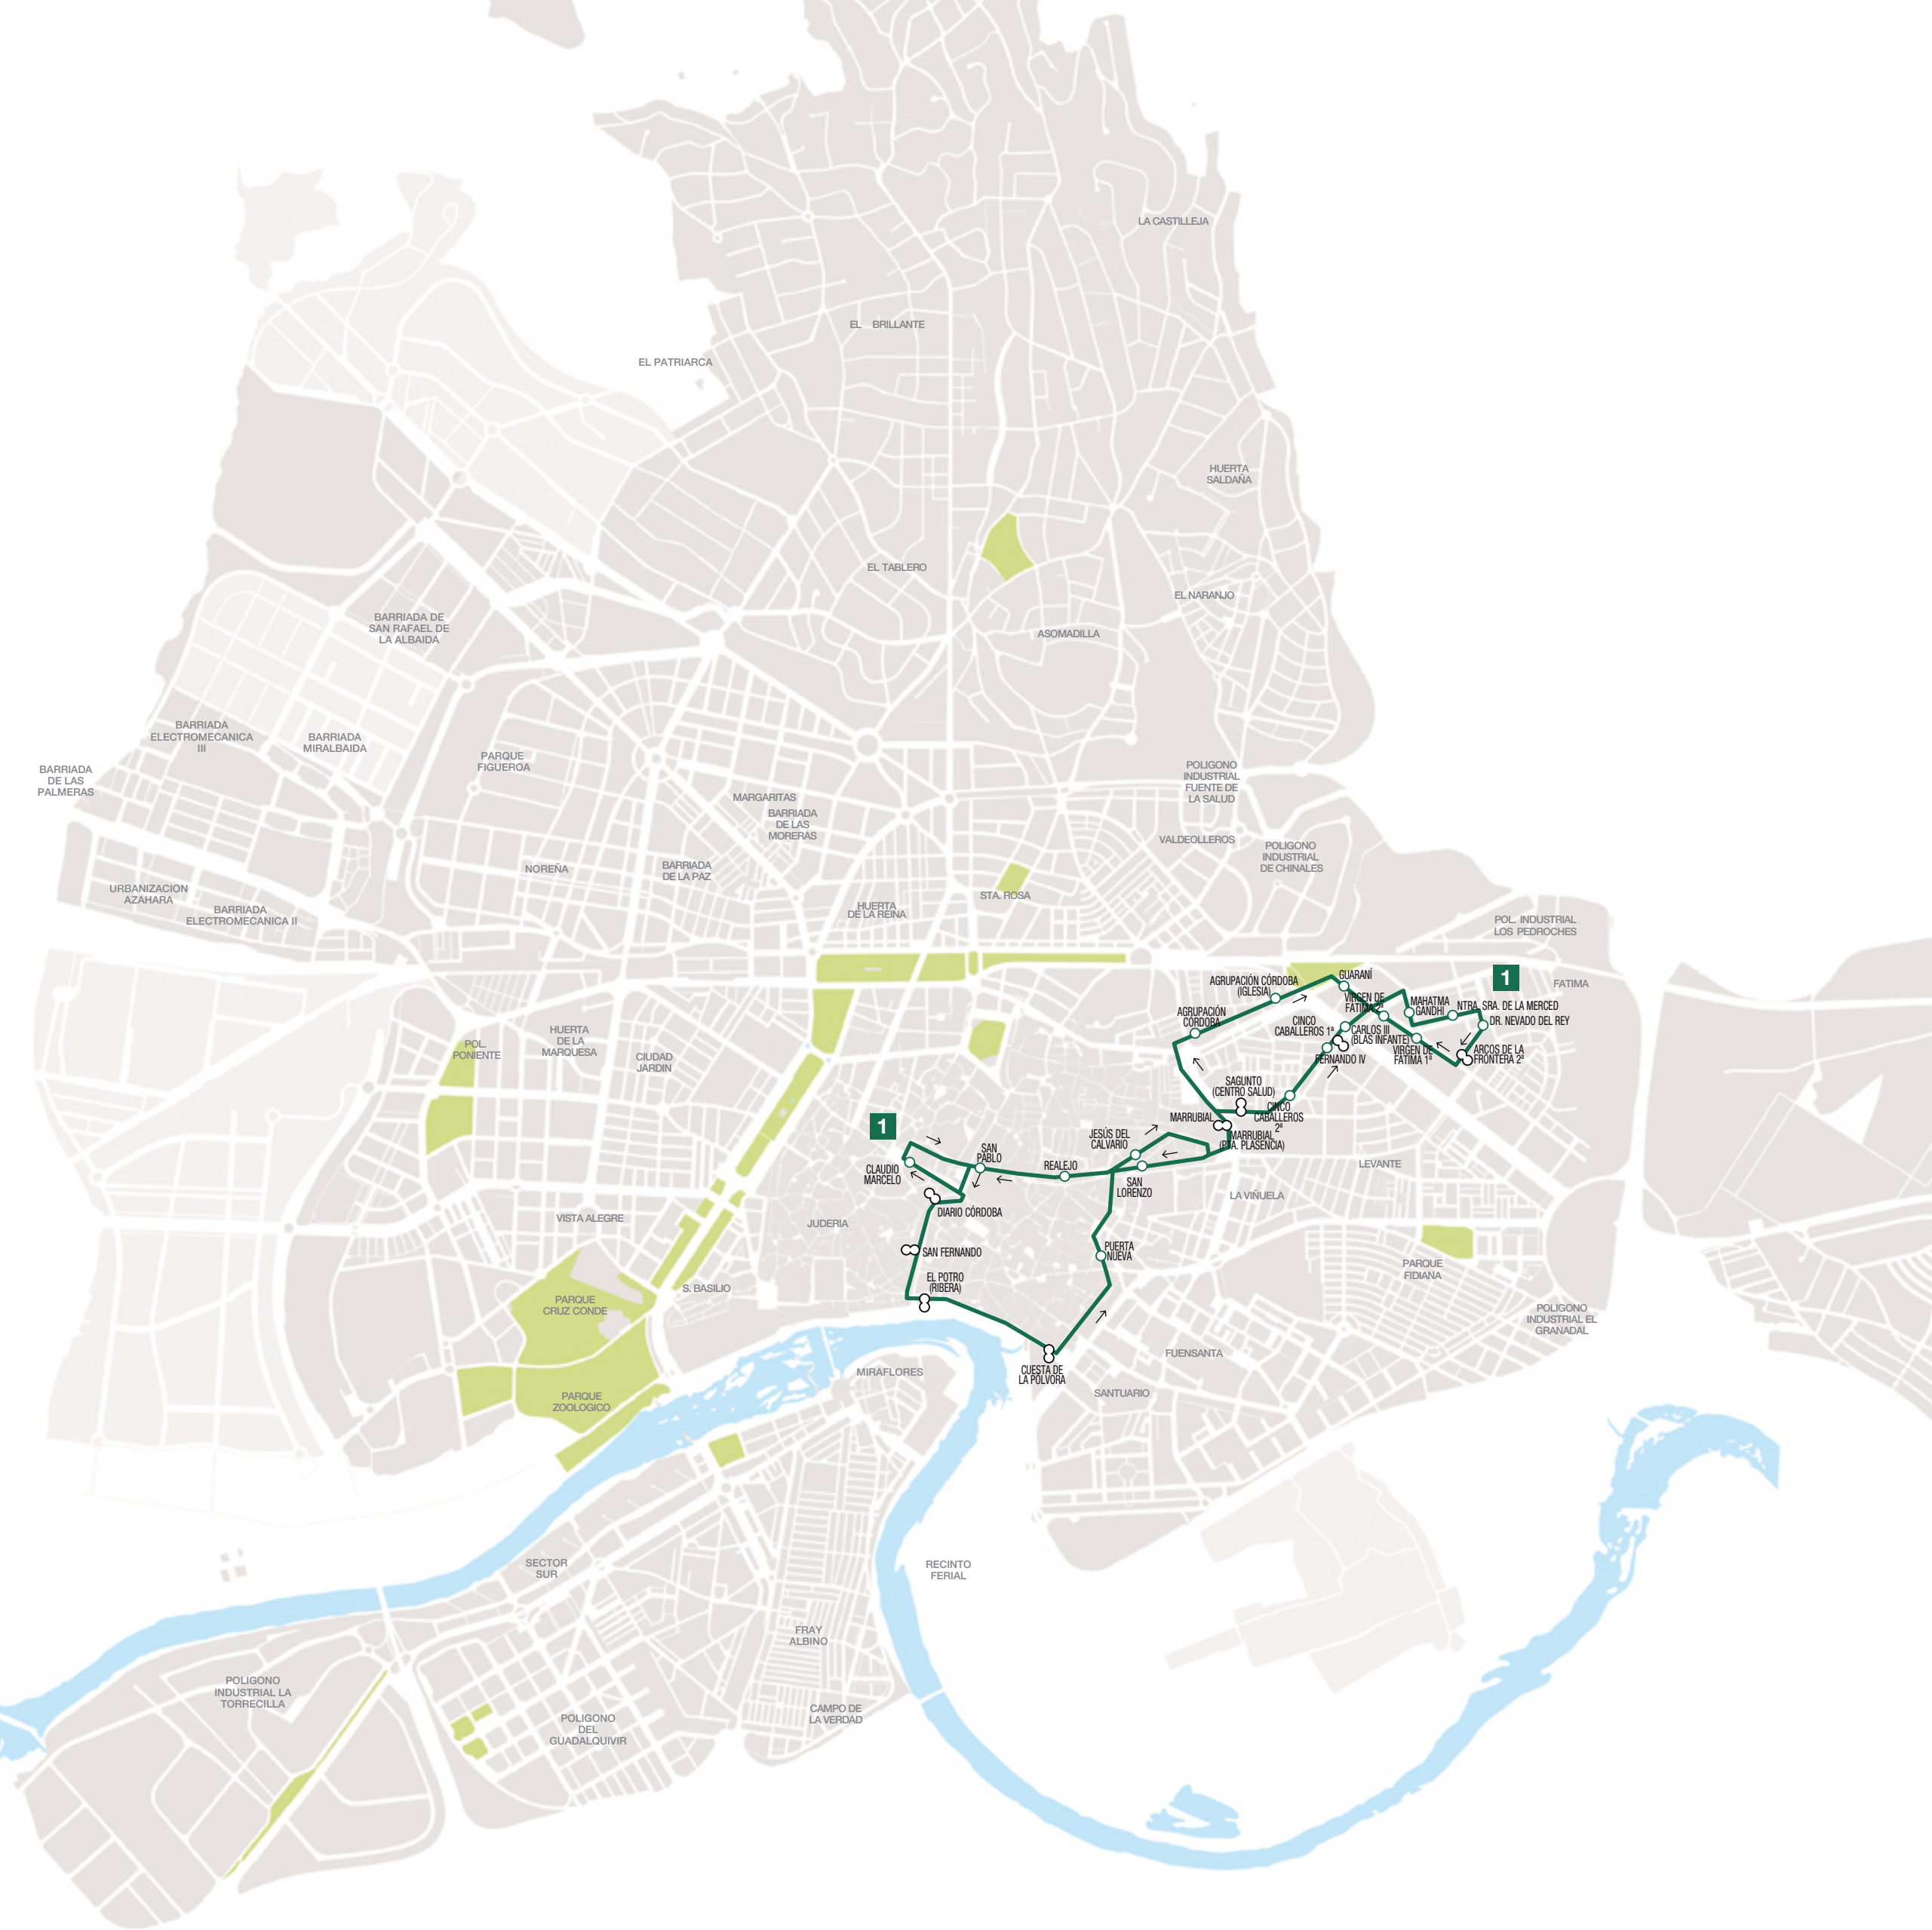 LA CASTILLEJA
EL BRILLANTE
EL PATRIARCA
HUERTA
SALDAÑA
EL TABLERO
EL NARANJO
BARRIADA DE
SAN RAFAEL DE
LA ALBAIDA
ASOMADILLA
BARRIADA
ELECTROMECANICA
III
BARRIADA
MIRALBAIDA
PARQUE
FIGUEROA
BARRIADA
DE LAS
PALMERAS
POLIGONO
INDUSTRIAL
FUENTE DE
LA SALUD
MARGARITAS
BARRIADA
DE LAS
MORERAS
VALDEOLLEROS
POLIGONO
INDUSTRIAL
DE CHINALES
NOREÑA
BARRIADA
DE LA PAZ
URBANIZACION
AZAHARA
BARRIADA
ELECTROMECANICA II
HUERTA
DE LA REINA
STA. ROSA
POL. INDUSTRIAL
LOS PEDROCHES
FATIMA
1
AGRUPACIÓN CÓRDOBA
(IGLESIA)
GUARANÍ
VIRGEN DE
FÁTIMA 2ª
MAHATMA
GANDHI
NTRA. SRA. DE LA MERCED
DR. NEVADO DEL REY
AGRUPACIÓN
CÓRDOBA
CINCO
CABALLEROS 1ª
CARLOS III
(BLAS INFANTE)
FERNANDO IV
VIRGEN DE
FÁTIMA 1ª
ARCOS DE LA
FRONTERA 2ª
HUERTA
DE LA
MARQUESA
POL.
PONIENTE
CIUDAD
JARDIN
SAGUNTO
(CENTRO SALUD)
CINCO
CABALLEROS
2ª
MARRUBIAL
MARRUBIAL
(PTA. PLASENCIA)
JESÚS DEL
CALVARIO
1
SAN
PABLO
REALEJO
CLAUDIO
MARCELO
SAN
LORENZO
LEVANTE
LA VIÑUELA
DIARIO CÓRDOBA
VISTA ALEGRE
JUDERIA
SAN FERNANDO
PUERTA
NUEVA
PARQUE
FIDIANA
EL POTRO
(RIBERA)
S. BASILIO
PARQUE
CRUZ CONDE
POLIGONO
INDUSTRIAL EL
GRANADAL
FUENSANTA
MIRAFLORES
CUESTA DE
LA PÓLVORA
SANTUARIO
PARQUE
ZOOLOGICO
SECTOR
SUR
RECINTO
FERIAL
FRAY
ALBINO
POLIGONO
INDUSTRIAL LA
TORRECILLA
CAMPO DE
LA VERDAD
POLIGONO
DEL
GUADALQUIVIR